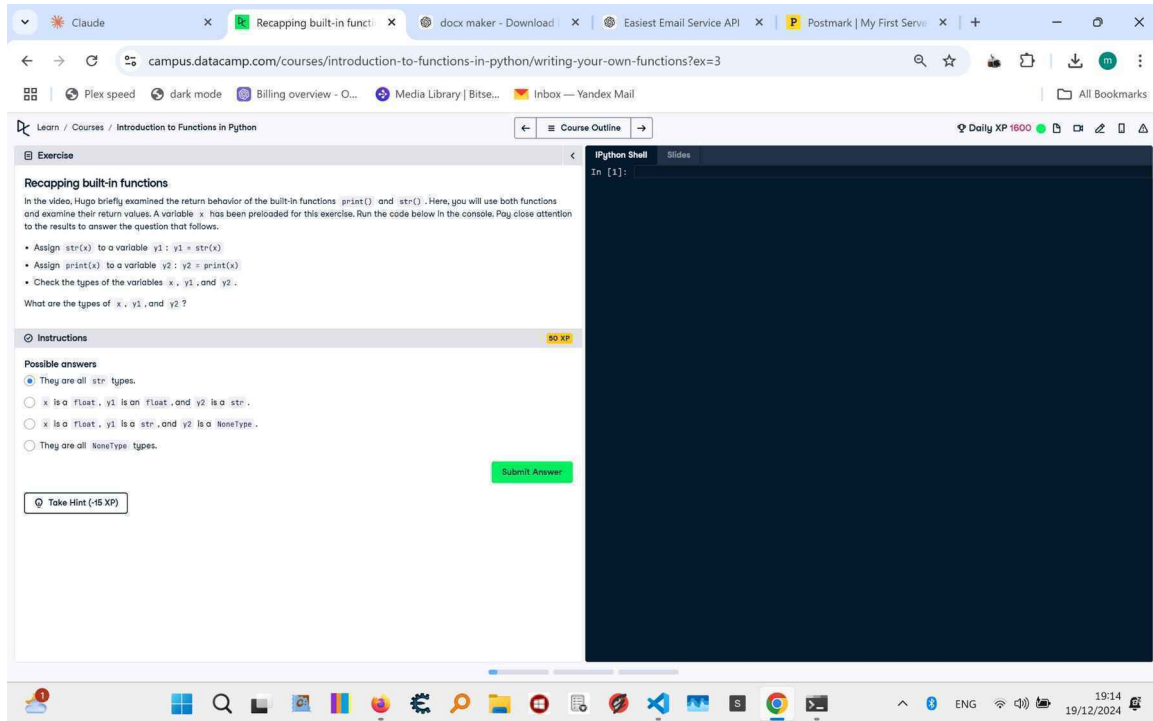 Claude
Recapping built-in functi
docx maker - Download
Easiest Email Service API
Postmark | My First Serve
campus.datacamp.com/courses/introduction-to-functions-in-python/writing-your-own-functions?ex=3
m
Plex speed
dark mode
Billing overview - O...
Media Library | Bitse...
Inbox — Yandex Mail
All Bookmarks
Learn / Courses / Introduction to Functions in Python
Course Outline
Daily XP 1600
Exercise
IPython Shell
Slides
In [1]:
Recapping built-in functions
In the video, Hugo briefly examined the return behavior of the built-in functions print() and str() . Here, you will use both functions
and examine their return values. A variable x has been preloaded for this exercise. Run the code below in the console. Pay close attention
to the results to answer the question that follows.
• Assign str(x) to a variable y1 : y1 = str(x)
• Assign print(x) to a variable y2 : y2 = print(x)
• Check the types of the variables x , y1 , and y2 .
What are the types of x , y1 , and y2 ?
Instructions
50 XP
Possible answers
They are all str types.
x is a float , y1 is an float , and y2 is a str .
x is a float , y1 is a str , and y2 is a NoneType .
They are all NoneType types.
Submit Answer
Take Hint (-15 XP)
1
S
ENG
19:14
19/12/2024